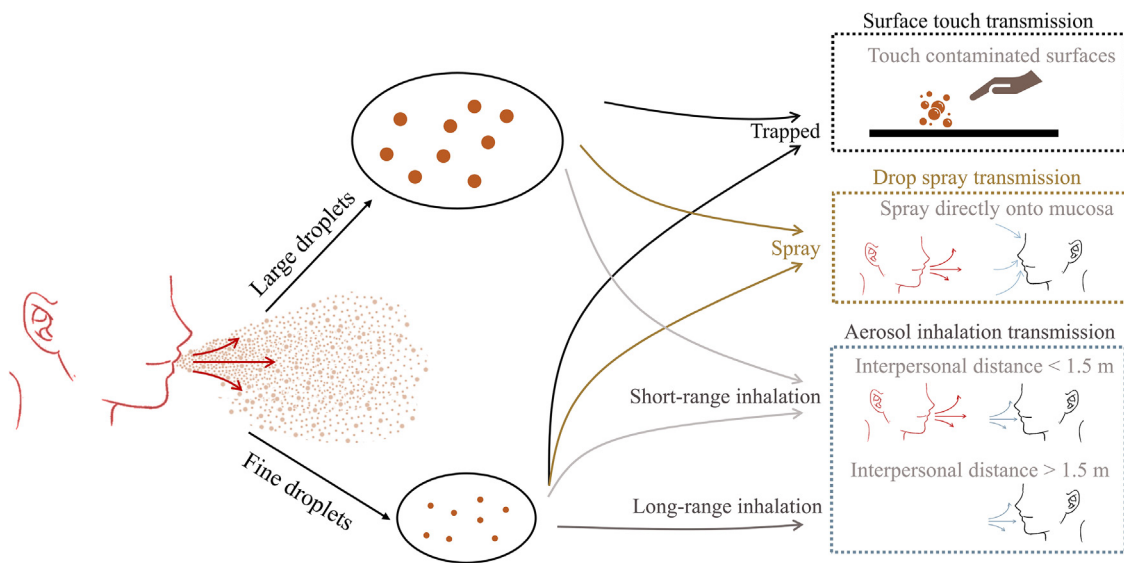 Surface touch transmission
Touch contaminated surfaces
Trapped
Large droplets
Drop spray transmission
Spray directly onto mucosa
Spray
Aerosol inhalation transmission
Interpersonal distance < 1.5 m
Short-range inhalation
Fine droplets
Interpersonal distance > 1.5 m
Long-range inhalation